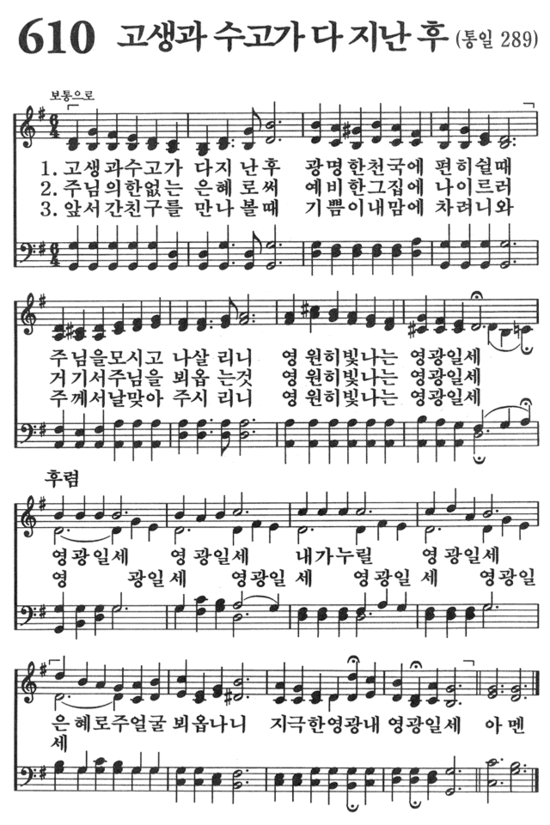 610 고생과 수고가 다 지난 후 (통일 289)
보통으로
1. 고생과수고가 다지난후 광명한천국에 편히쉴때
2. 주님의한없는 은혜로써 예비한그집에 나이르러
3. 앞서간친구를 만나볼때 기쁨이내맘에 차려니와
주님을모시고 나살리니 영원히빛나는 영광일세
거기서주님을 뵈옵는것 영원히빛나는 영광일세
주께서날맞아 주시리니 영원히빛나는 영광일세
후렴
영광일세 영광일세 내가누릴 영광일세
영 광일세 영광일세 영광일세 영광일
은혜로주얼굴 뵈옵나니 지극한영광내 영광일세 아멘
세